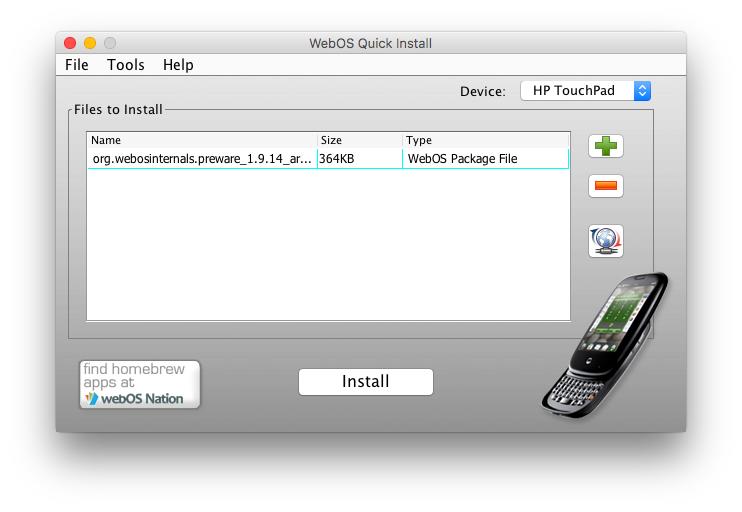 WebOS Quick Install
File Tools Help
Device: HP TouchPad
Files to Install
Name Size Type
org.webosinternals.preware_1.9.14_ar... 364KB WebOS Package File
find homebrew
apps at
webOS Nation
Install